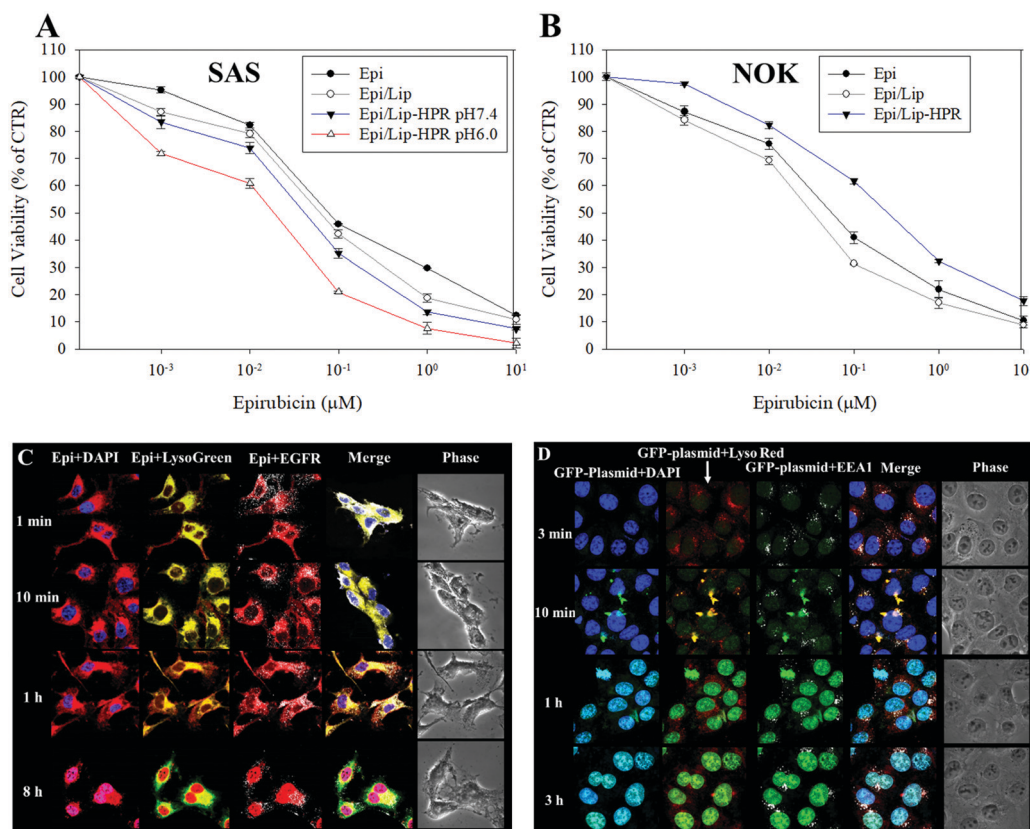 A
SAS
110
100
90
80
70
60
50
40
30
20
10
0
Cell Viability (% of CTR)
Epi
Epi/Lip
Epi/Lip-HPR pH7.4
Epi/Lip-HPR pH6.0
10-3
10-2
10-1
100
101
Epirubicin (µM)
B
NOK
110
100
90
80
70
60
50
40
30
20
10
0
Cell Viability (% of CTR)
Epi
Epi/Lip
Epi/Lip-HPR
10-3
10-2
10-1
100
10
Epirubicin (µM)
C
Epi+DAPI Epi+LysoGreen Epi+EGFR Merge Phase
1 min
10 min
1 h
8 h
D
GFP-plasmid+Lyso Red
GFP-Plasmid+DAPI GFP-plasmid+EEA1 Merge Phase
3 min
10 min
1 h
3 h